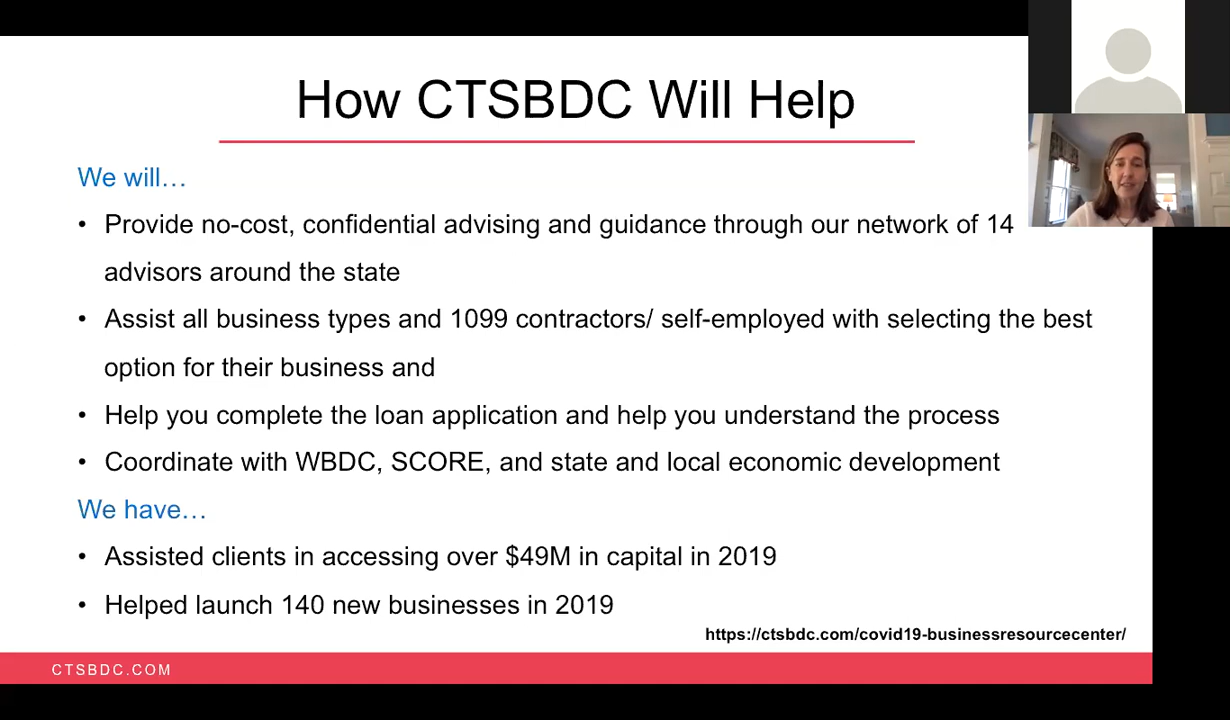 How CTSBDC Will Help
We will…
• Provide no-cost, confidential advising and guidance through our network of 14
advisors around the state
• Assist all business types and 1099 contractors/ self-employed with selecting the best
option for their business and
• Help you complete the loan application and help you understand the process
• Coordinate with WBDC, SCORE, and state and local economic development
We have…
• Assisted clients in accessing over $49M in capital in 2019
• Helped launch 140 new businesses in 2019
https://ctsbdc.com/covid19-businessresourcecenter/
CTSBDC.COM